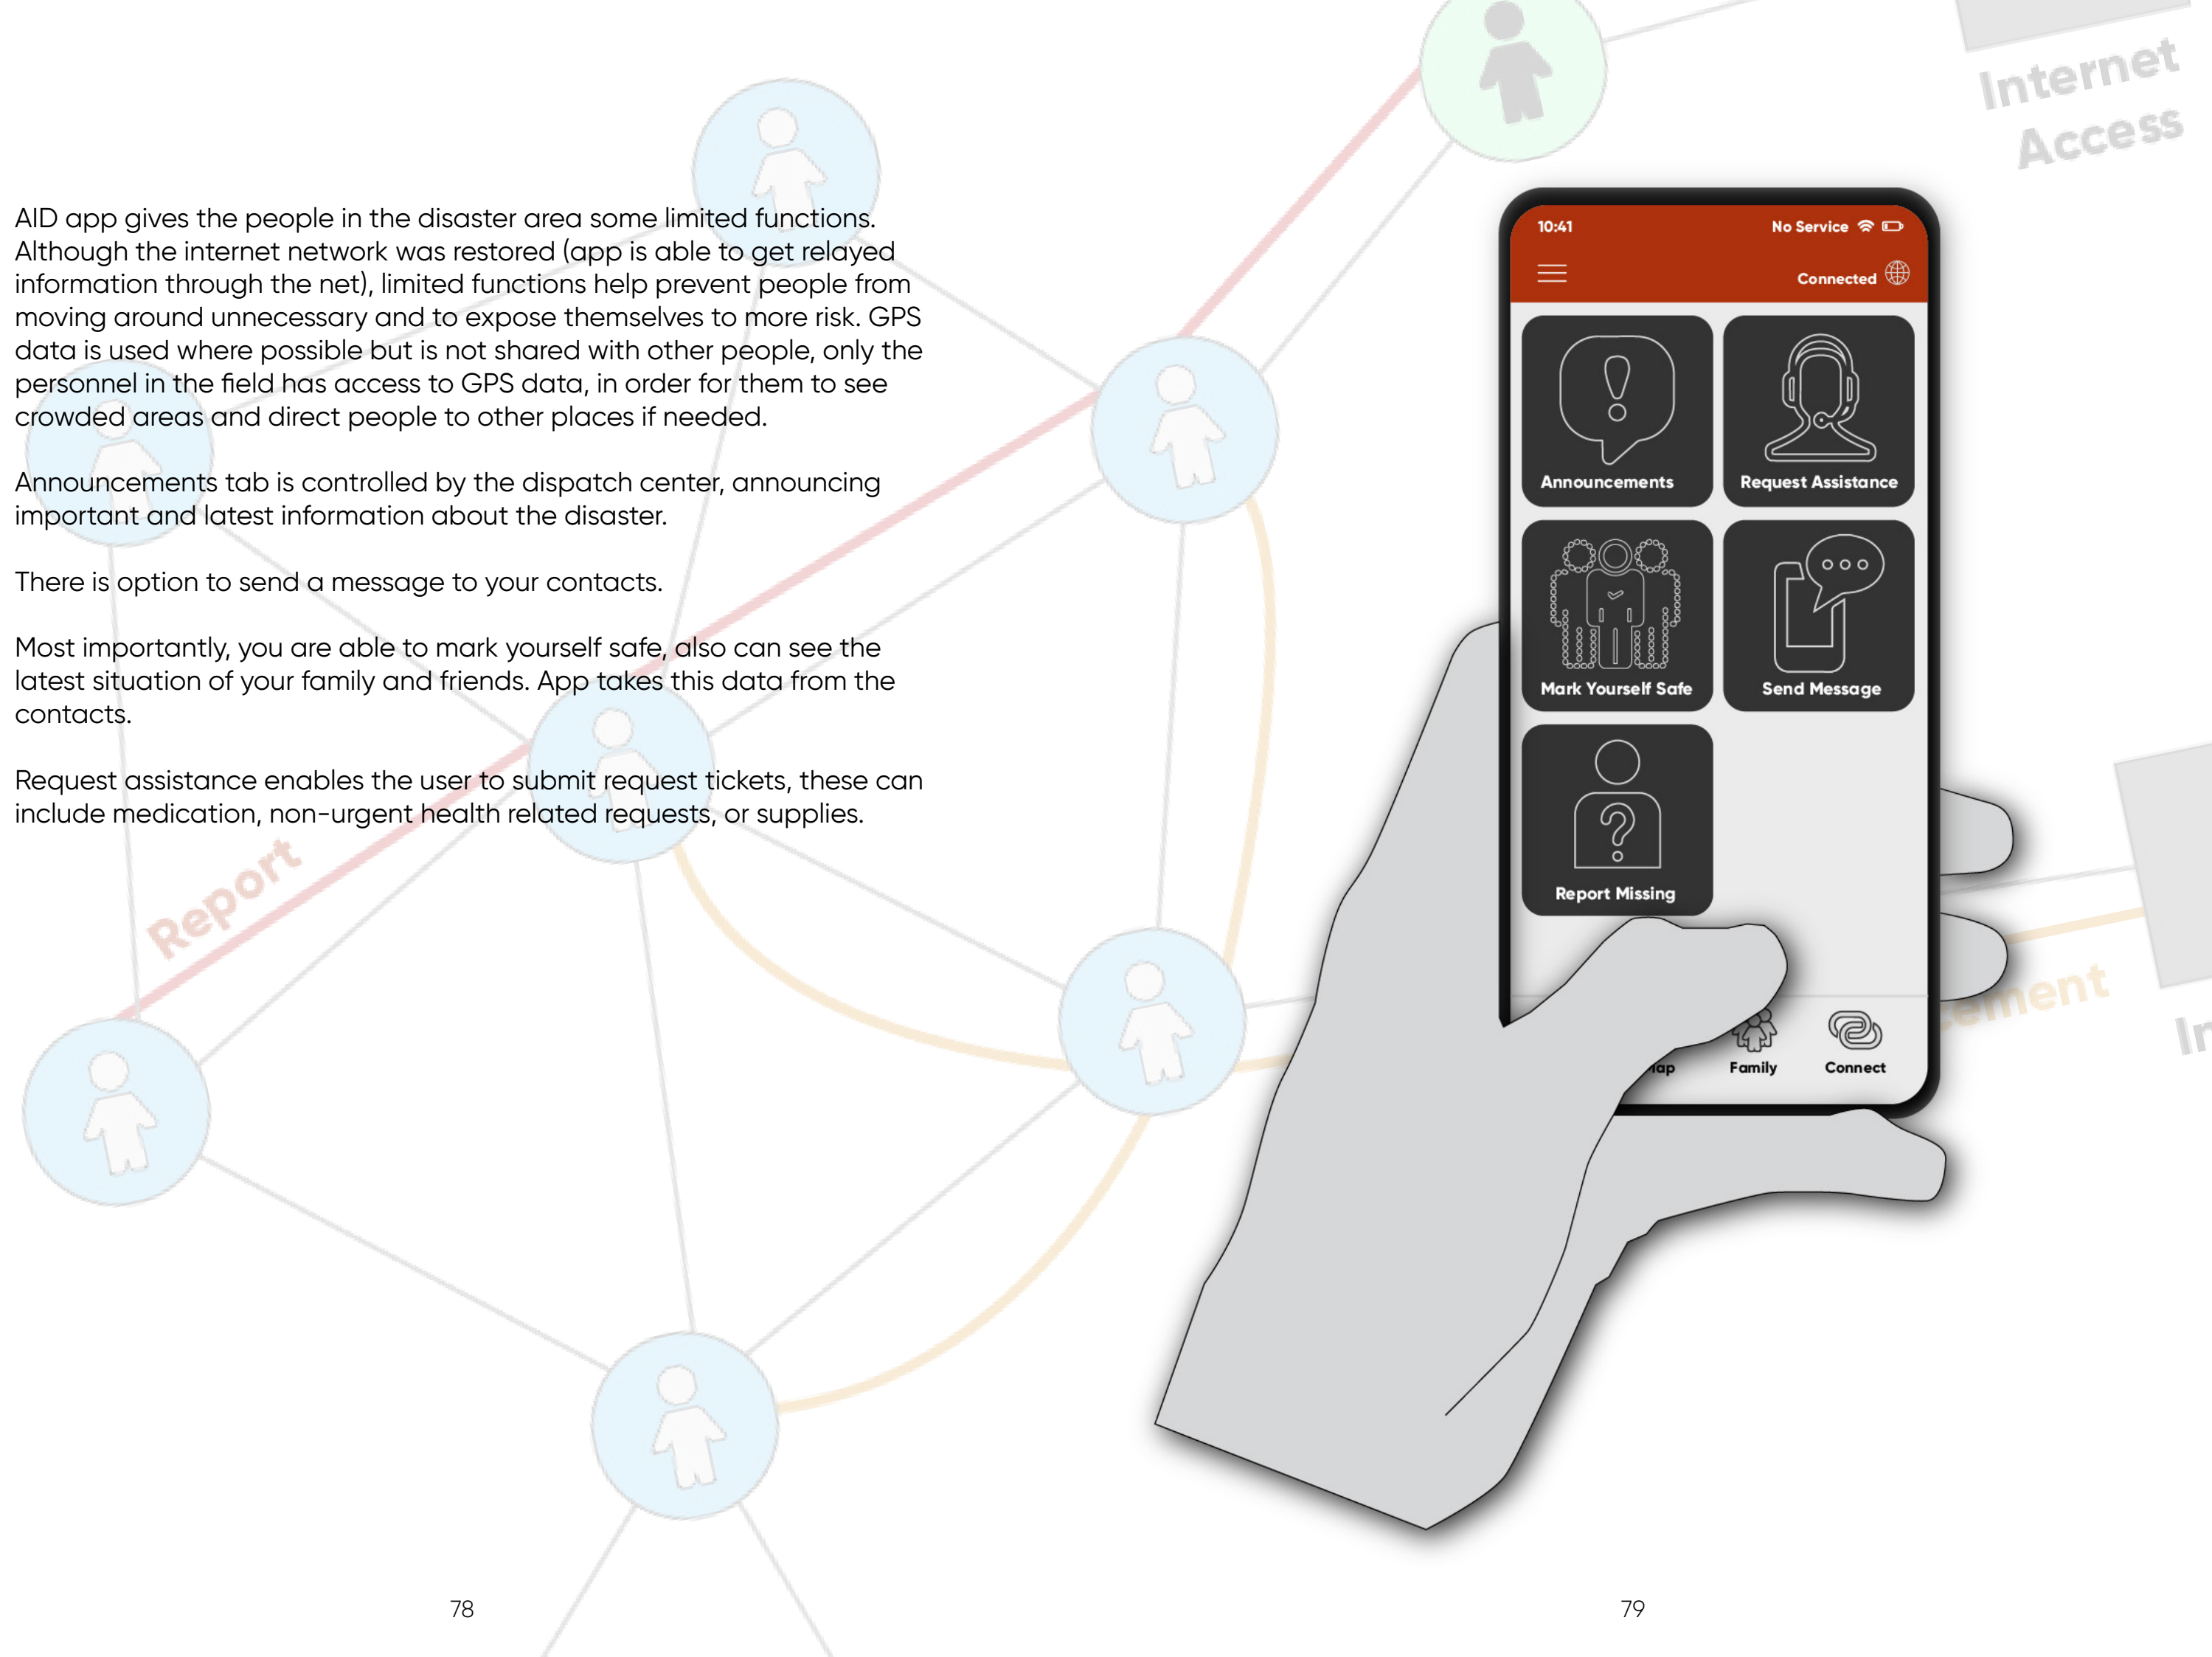 AID app gives the people in the disaster area some limited functions.
Although the internet network was restored (app is able to get relayed
information through the net), limited functions help prevent people from
moving around unnecessary and to expose themselves to more risk. GPS
data is used where possible but is not shared with other people, only the
personnel in the field has access to GPS data, in order for them to see
crowded areas and direct people to other places if needed.
Announcements tab is controlled by the dispatch center, announcing
important and latest information about the disaster.
There is option to send a message to your contacts.
Most importantly, you are able to mark yourself safe, also can see the
latest situation of your family and friends. App takes this data from the
contacts.
Request assistance enables the user to submit request tickets, these can
include medication, non-urgent health related requests, or supplies.
Report
78
Internet
Access
10:41
No Service
Connected
Announcements
Request Assistance
Mark Yourself Safe
Send Message
Report Missing
Family
Connect
79